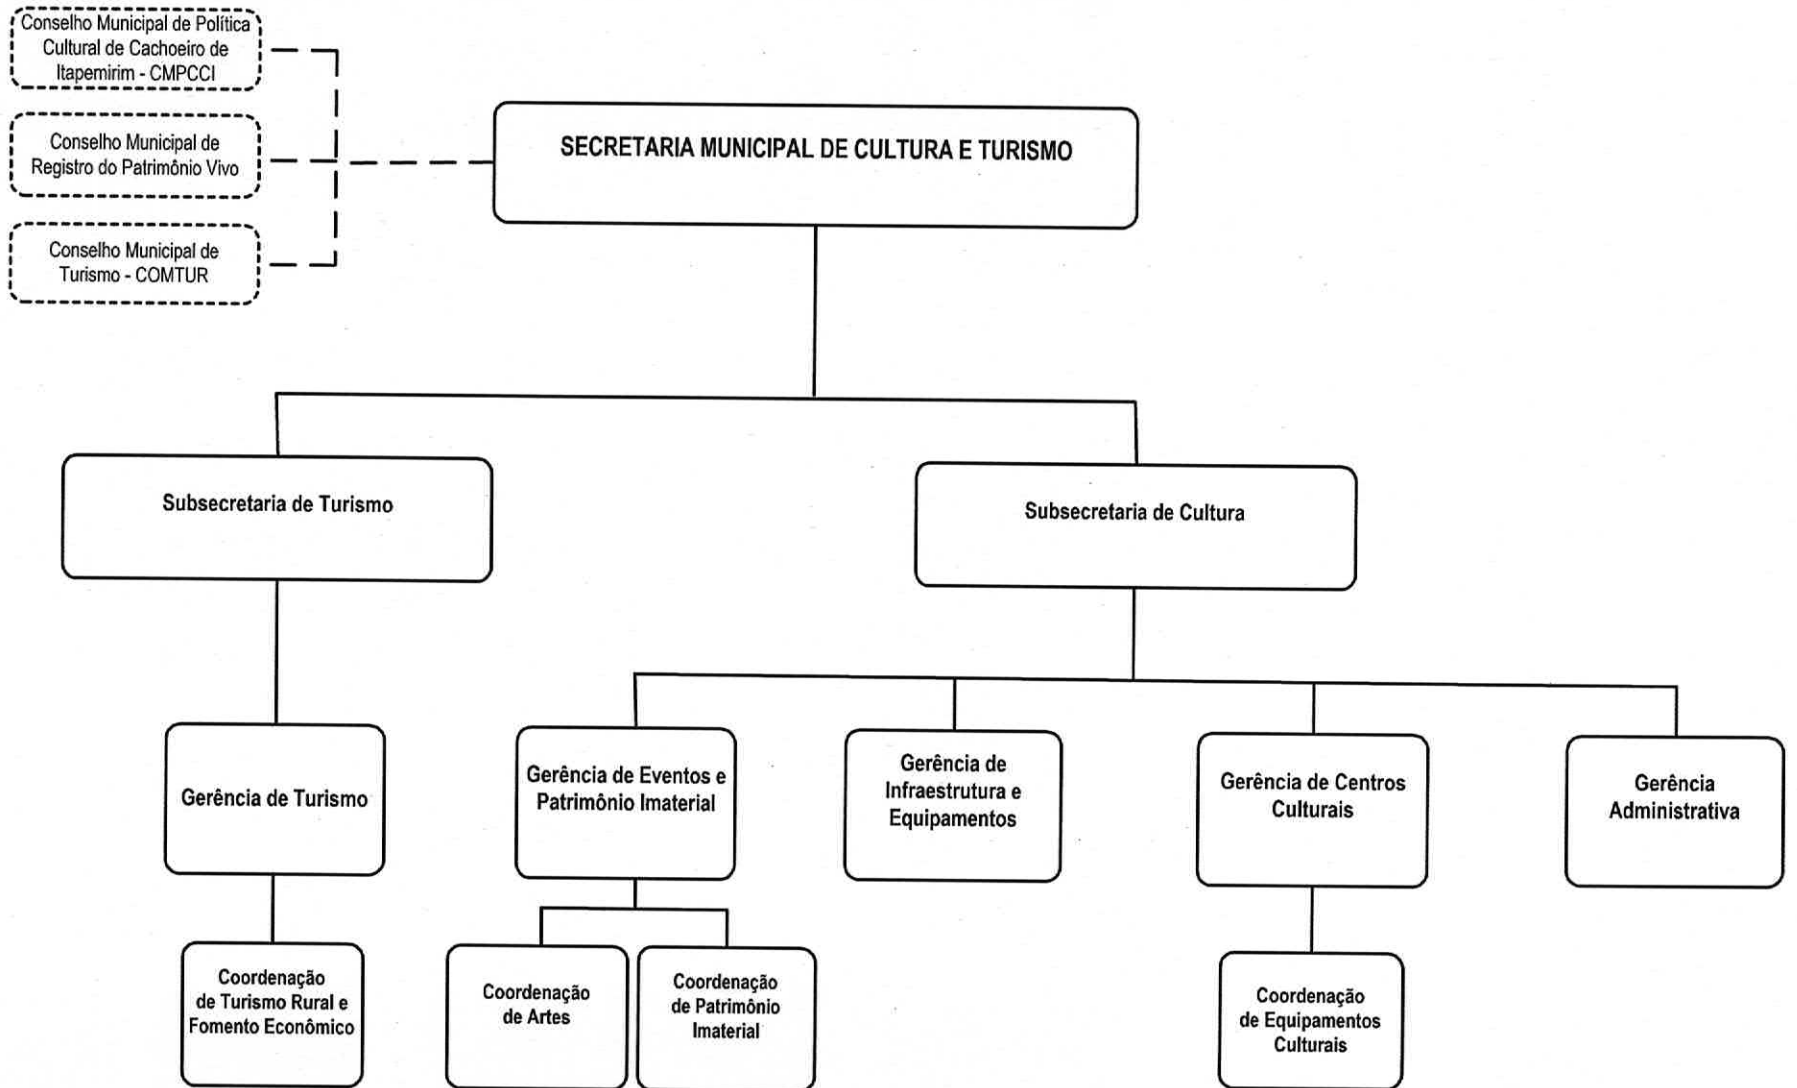 Conselho Municipal de Política
Cultural de Cachoeiro de
Itapemirim - CMPCCI
Conselho Municipal de
Registro do Patrimônio Vivo
Conselho Municipal de
Turismo - COMTUR
SECRETARIA MUNICIPAL DE CULTURA E TURISMO
Subsecretaria de Turismo
Subsecretaria de Cultura
Gerência de Turismo
Gerência de Eventos e
Patrimônio Imaterial
Gerência de
Infraestrutura e
Equipamentos
Gerência de Centros
Culturais
Gerência
Administrativa
Coordenação
de Turismo Rural e
Fomento Econômico
Coordenação
de Artes
Coordenação
de Patrimônio
Imaterial
Coordenação
de Equipamentos
Culturais